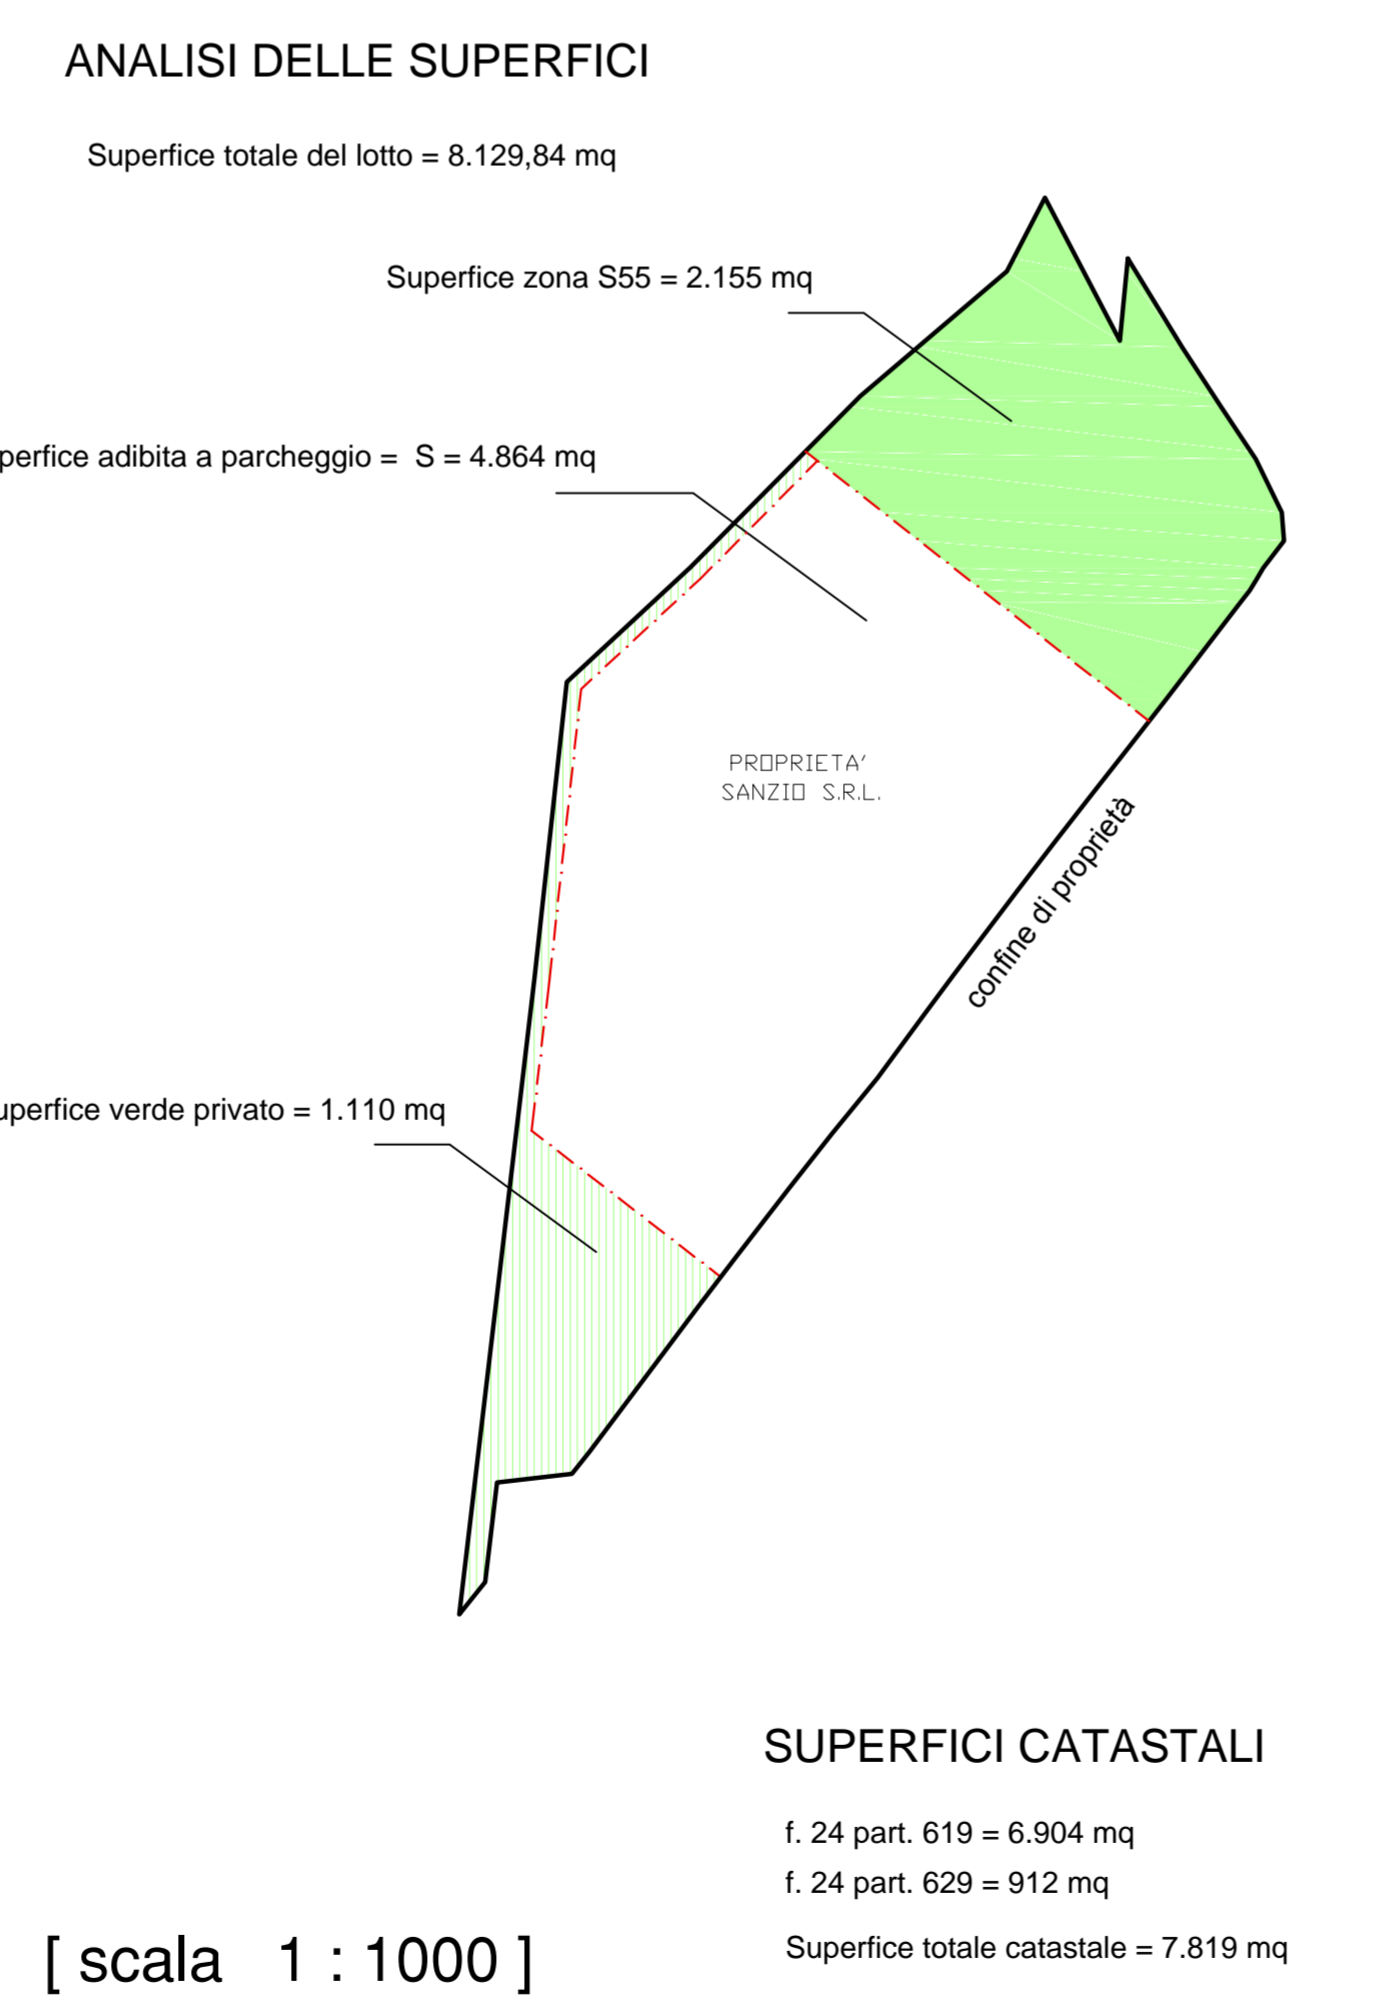 ANALISI DELLE SUPERFICI
Superfice totale del lotto = 8.129,84 mq
Superfice zona S55 = 2.155 mq
perfice adibita a parcheggio = S = 4.864 mq
PROPRIETA'
SANZIO S.R.L.
confine di proprietà
uperfice verde privato = 1.110 mq
SUPERFICI CATASTALI
f. 24 part. 619 = 6.904 mq
f. 24 part. 629 = 912 mq
Superfice totale catastale = 7.819 mq
[ scala 1 : 1000 ]